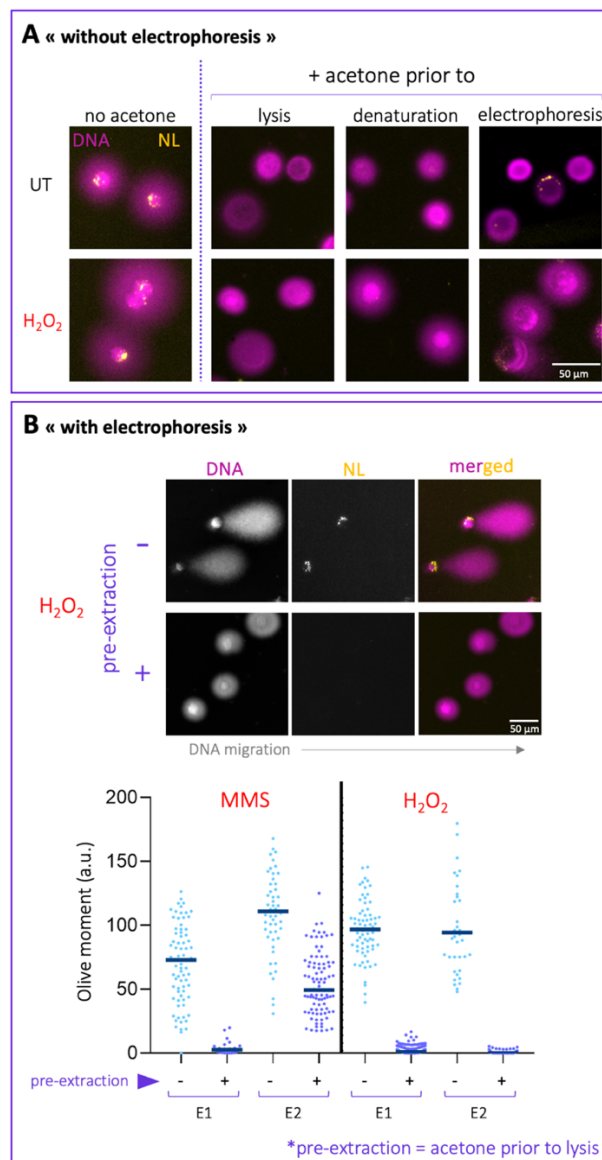 A « without electrophoresis »
+ acetone prior to
no acetone
lysis
denaturation
electrophoresis
DNA NL
UT
H₂O₂
50 µm
B « with electrophoresis »
DNA
NL
merged
H₂O₂
pre-extraction
-
+
50 µm
DNA migration
MMS
H₂O₂
Olive moment (a.u.)
200
150
100
50
0
pre-extraction - + - + - + - +
E1 E2 E1 E2
*pre-extraction = acetone prior to lysis